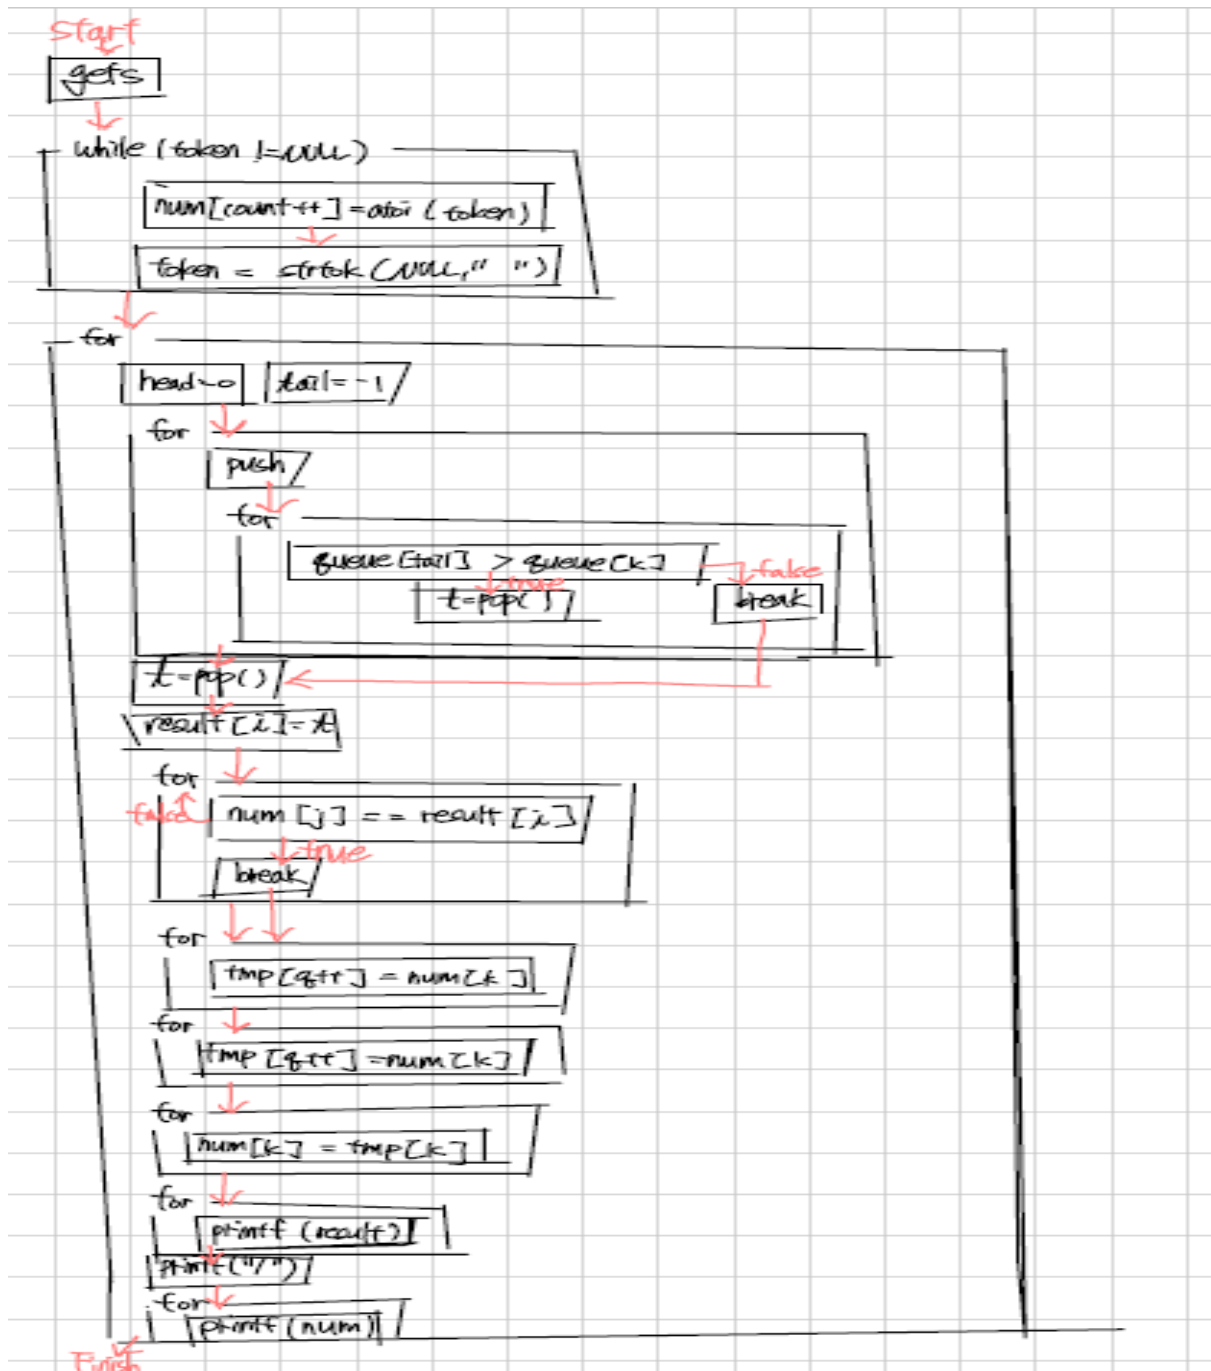 start
gets
while (token != NULL)
num[count++]=atoi (token)
token = strtok (NULL," ")
for
head=0 tail=-1
for
push
for
queue[tail] > queue[k] false
true
t=pop() break
t=pop()
result[i]=t
for
false num [j] == result [i]
true
break
for
tmp[q++] = num[k]
for
tmp [q++] =num[k]
for
num[k] = tmp[k]
for
printf (result)
printf("/")
for
printf (num)
Finish